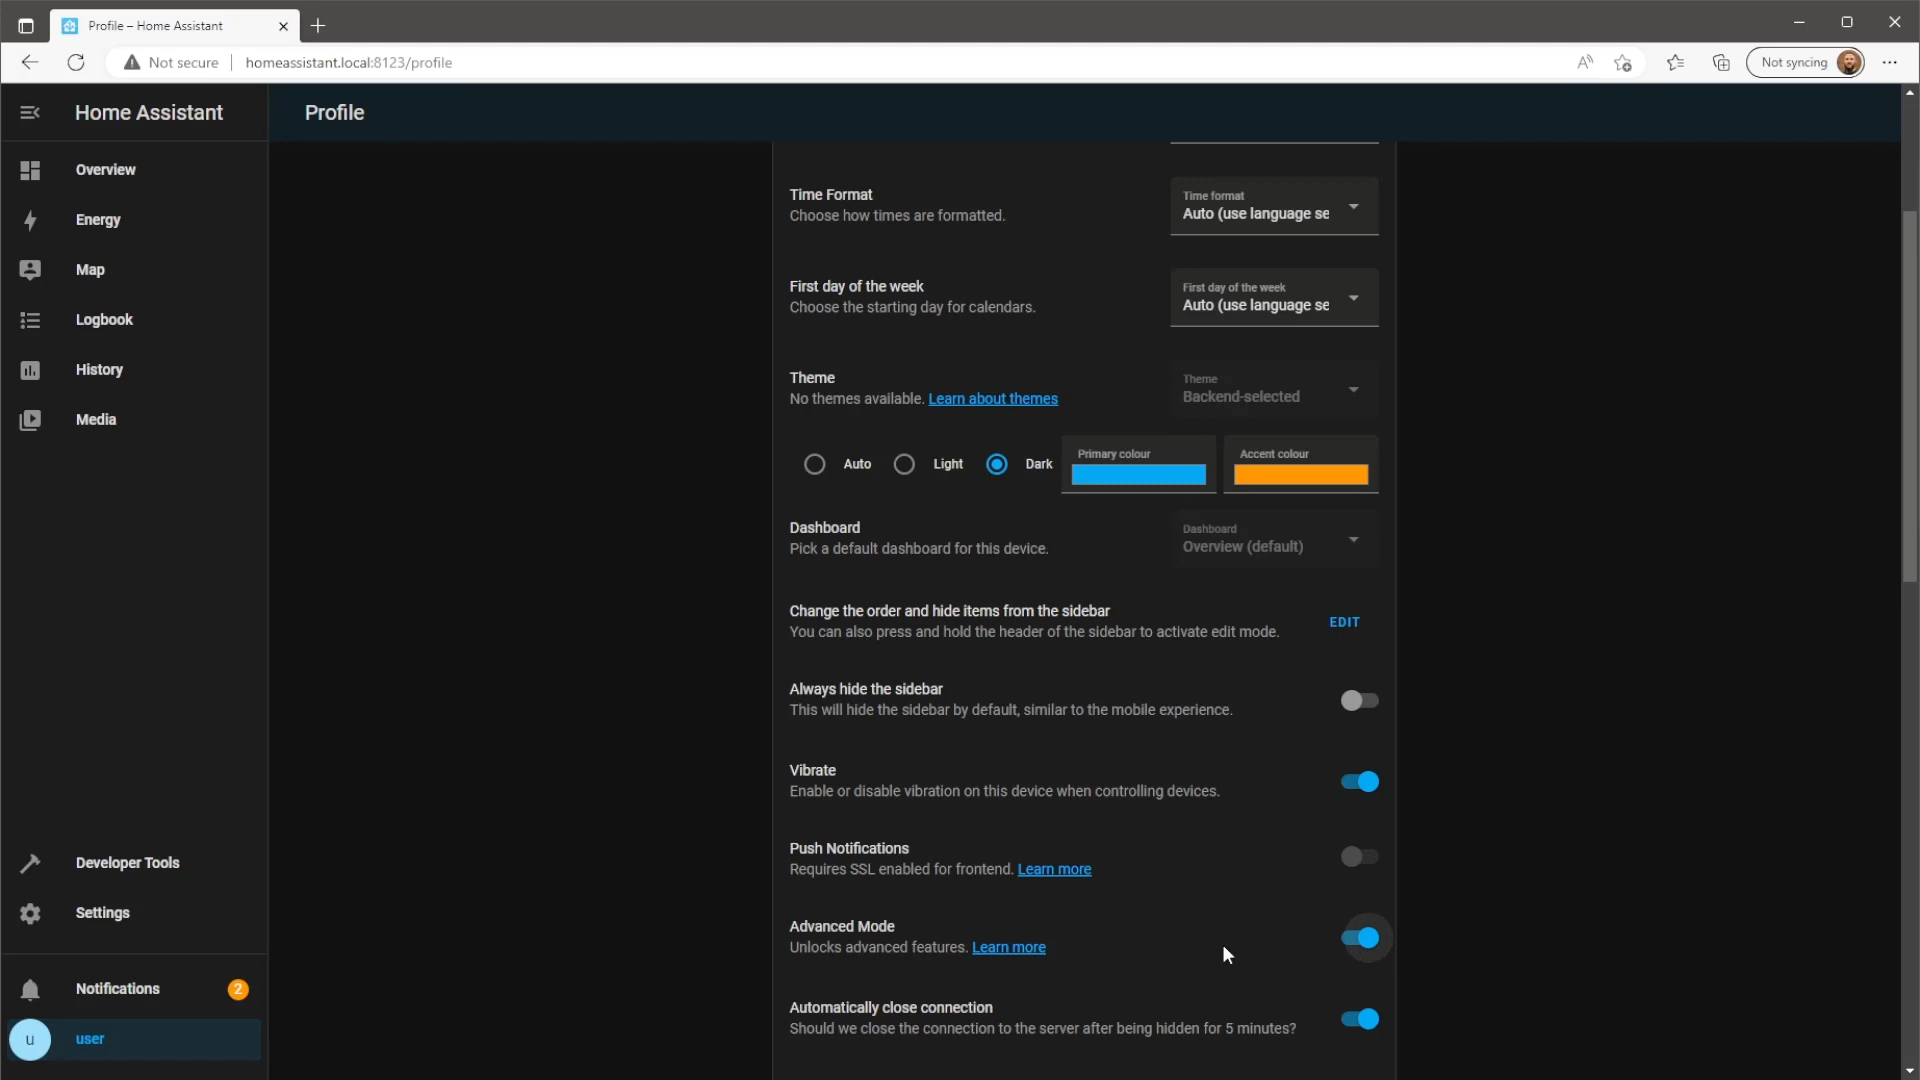 Profile – Home Assistant
Not secure
homeassistant.local:8123/profile
Not syncing
Home Assistant
Profile
Overview
Energy
Map
Logbook
History
Media
Developer Tools
Settings
Notifications
2
u
user
Time Format
Choose how times are formatted.
Time format
Auto (use language se
First day of the week
Choose the starting day for calendars.
First day of the week
Auto (use language se
Theme
No themes available. Learn about themes
Theme
Backend-selected
Auto
Light
Dark
Primary colour
Accent colour
Dashboard
Pick a default dashboard for this device.
Dashboard
Overview (default)
Change the order and hide items from the sidebar
You can also press and hold the header of the sidebar to activate edit mode.
EDIT
Always hide the sidebar
This will hide the sidebar by default, similar to the mobile experience.
Vibrate
Enable or disable vibration on this device when controlling devices.
Push Notifications
Requires SSL enabled for frontend. Learn more
Advanced Mode
Unlocks advanced features. Learn more
Automatically close connection
Should we close the connection to the server after being hidden for 5 minutes?